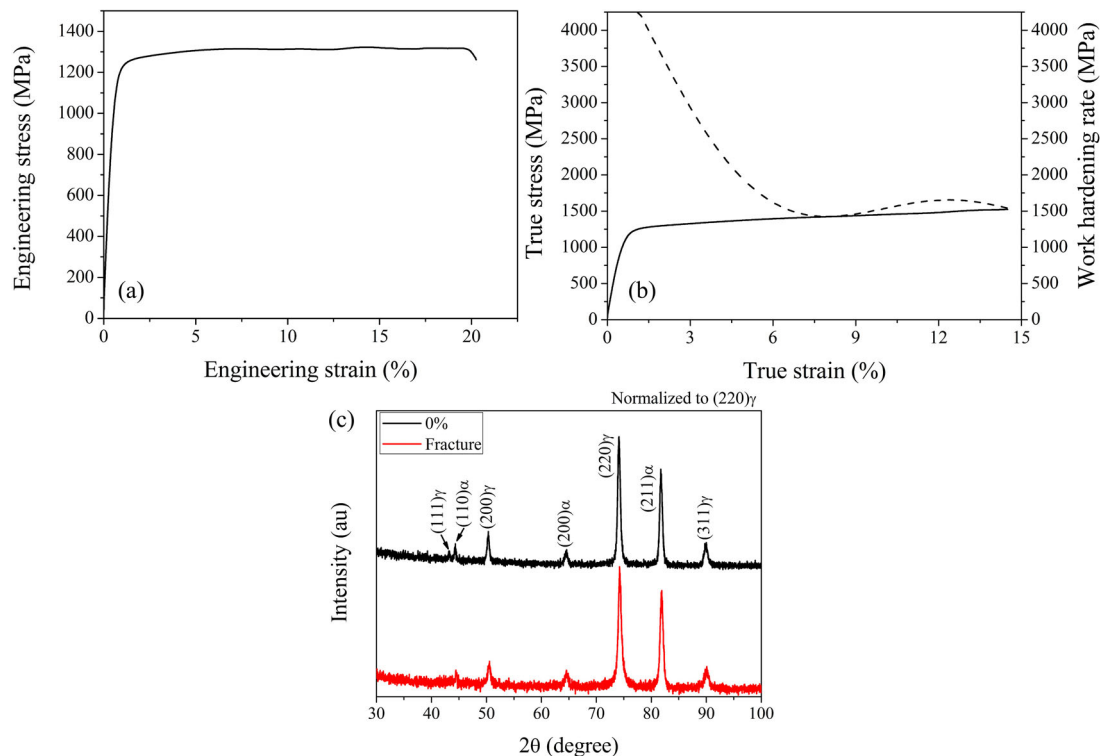 1400
1200
1000
800
600
400
200
0
0
5
10
15
20
Engineering stress (MPa)
Engineering strain (%)
(a)
4000
3500
3000
2500
2000
1500
1000
500
0
0
3
6
9
12
15
4000
3500
3000
2500
2000
1500
1000
500
0
True stress (MPa)
Work hardening rate (MPa)
True strain (%)
(b)
Normalized to (220)γ
(c)
0%
Fracture
(111)γ
(110)α
(200)γ
(200)α
(220)γ
(211)α
(311)γ
Intensity (au)
30
40
50
60
70
80
90
100
2θ (degree)